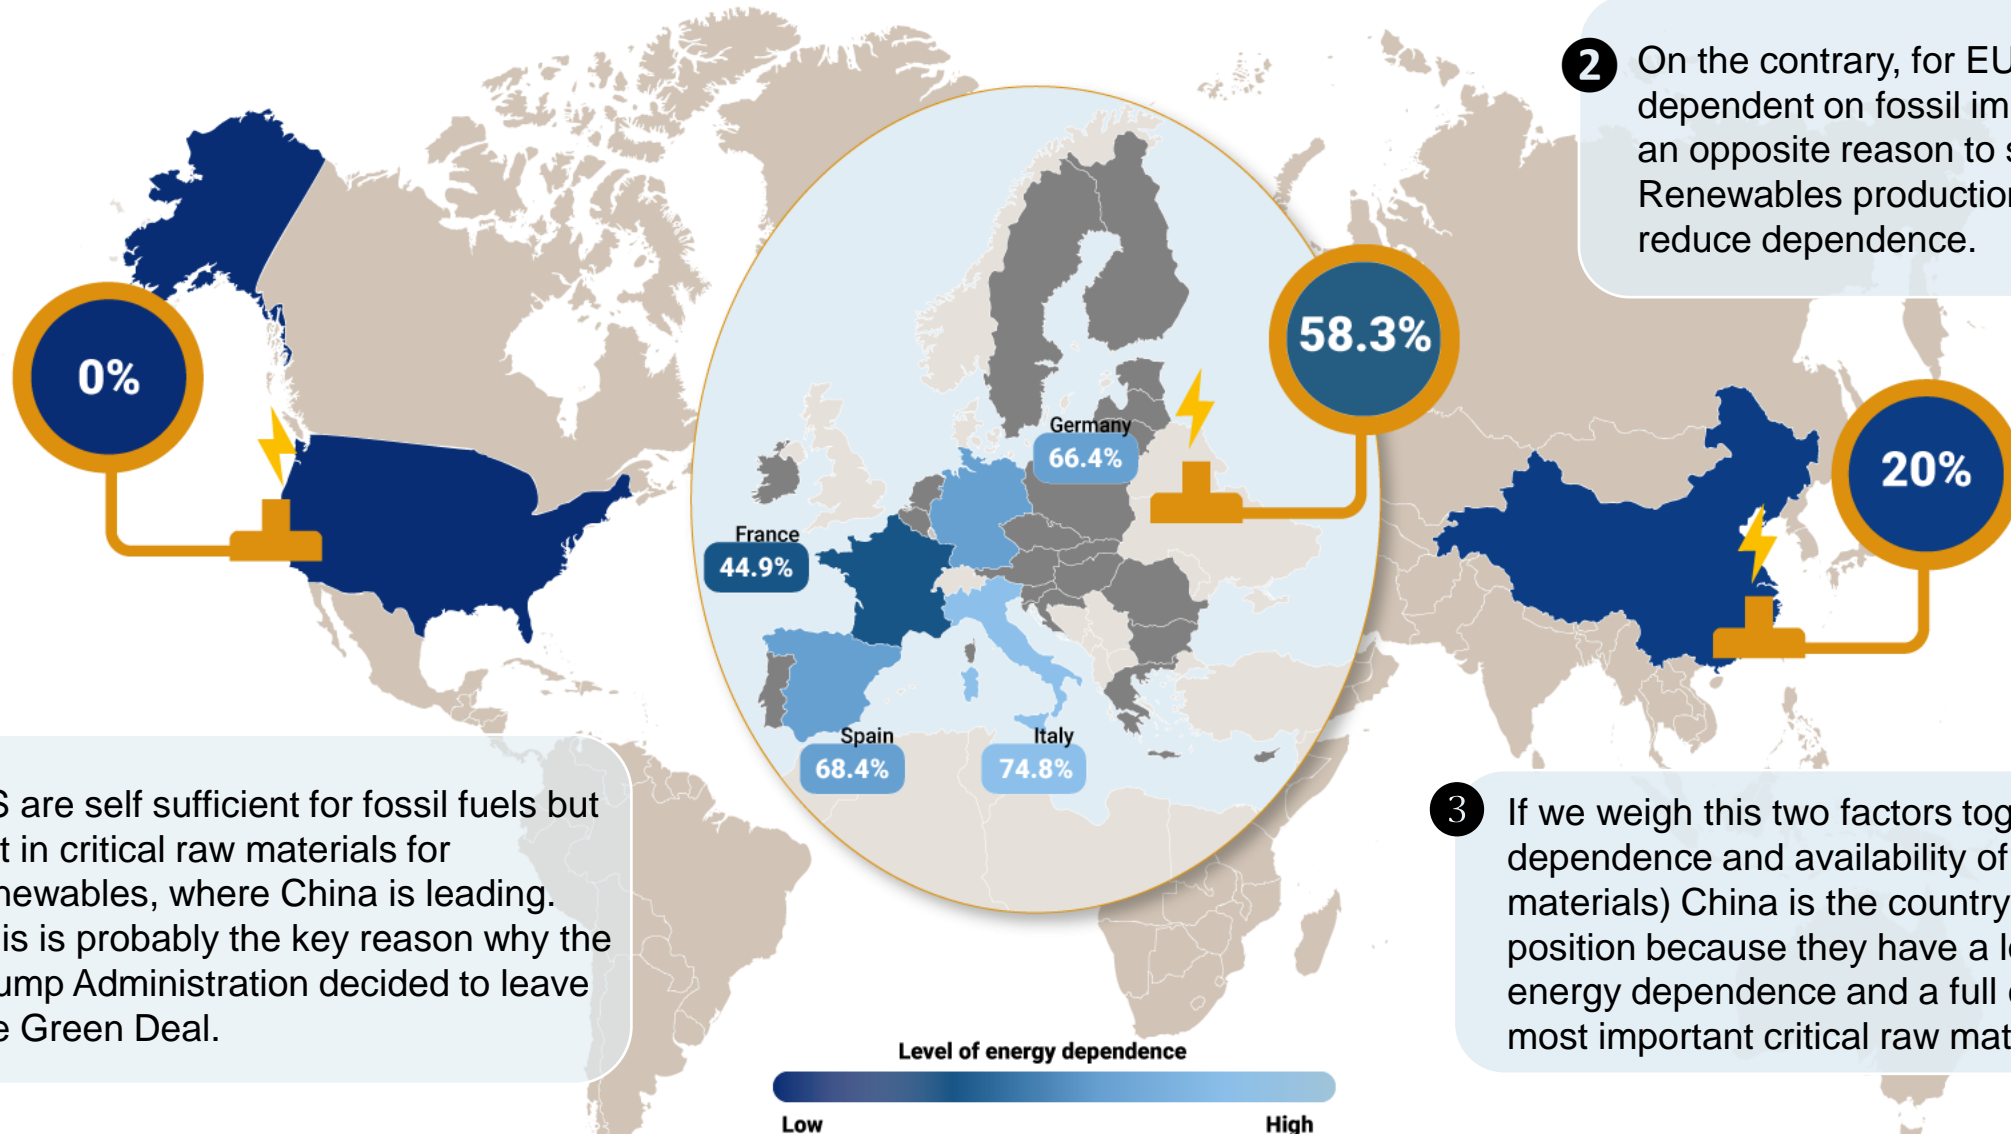 2 On the contrary, for EU
dependent on fossil im
an opposite reason to s
Renewables production
reduce dependence.
0%
58.3%
20%
Germany
66.4%
France
44.9%
Spain
68.4%
Italy
74.8%
S are self sufficient for fossil fuels but
t in critical raw materials for
newables, where China is leading.
is is probably the key reason why the
ump Administration decided to leave
e Green Deal.
3 If we weigh this two factors tog
dependence and availability of
materials) China is the country
position because they have a l
energy dependence and a full
most important critical raw mat
Level of energy dependence
Low High